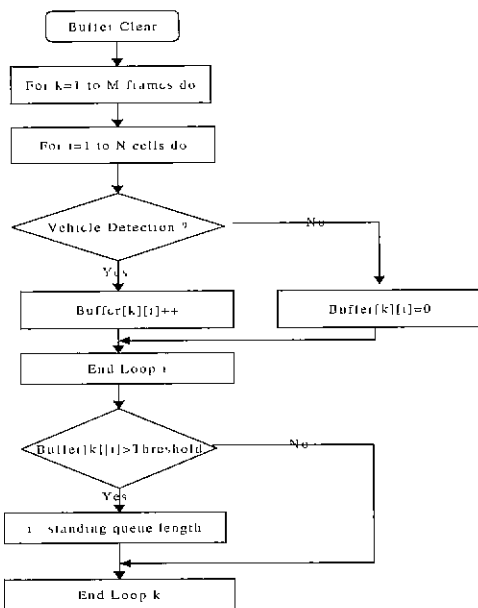 Buffer Clear
For k=1 to M frames do
For i=1 to N cells do
Vehicle Detection ?
No
Yes
Buffer[k][i]++
Buffer[k][i]=0
End Loop i
Buffer[k][i]>Threshold
No
Yes
i standing queue length
End Loop k